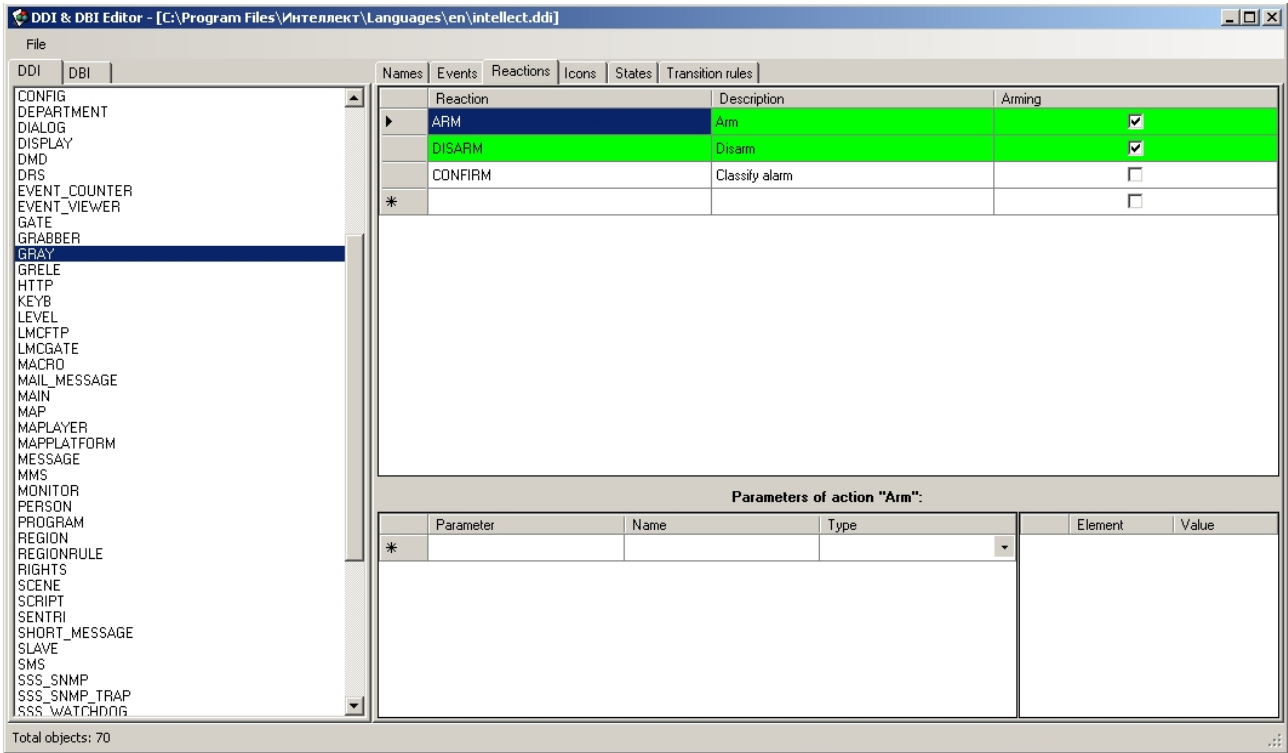 DDI & DBI Editor - [C:\Program Files\Интеллект\Languages\en\intellect.ddi]
File
DDI DBI
Names Events Reactions Icons States Transition rules
CONFIG
DEPARTMENT
DIALOG
DISPLAY
DMD
DRS
EVENT_COUNTER
EVENT_VIEWER
GATE
GRABBER
GRAY
GRELE
HTTP
KEYB
LEVEL
LMCFTP
LMCGATE
MACRO
MAIL_MESSAGE
MAIN
MAP
MAPLAYER
MAPPLATFORM
MESSAGE
MMS
MONITOR
PERSON
PROGRAM
REGION
REGIONRULE
RIGHTS
SCENE
SCRIPT
SENTRI
SHORT_MESSAGE
SLAVE
SMS
SSS_SNMP
SSS_SNMP_TRAP
SSS_WATCHDOG
Reaction Description Arming
ARM Arm
DISARM Disarm
CONFIRM Classify alarm
Parameters of action "Arm":
Parameter Name Type
Element Value
Total objects: 70